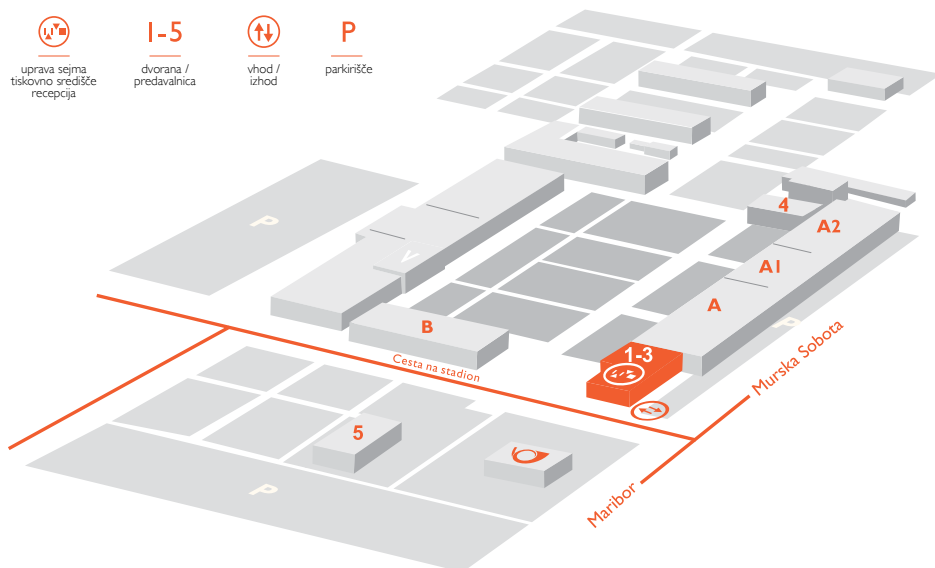 I-5
P
uprava sejma
tiskovno središče
recepcija
dvorana /
predavalnica
vhod /
izhod
parkirišče
P
4
A2
V
A1
A
P
B
1-3
Cesta na stadion
Murska Sobota
5
P
Maribor